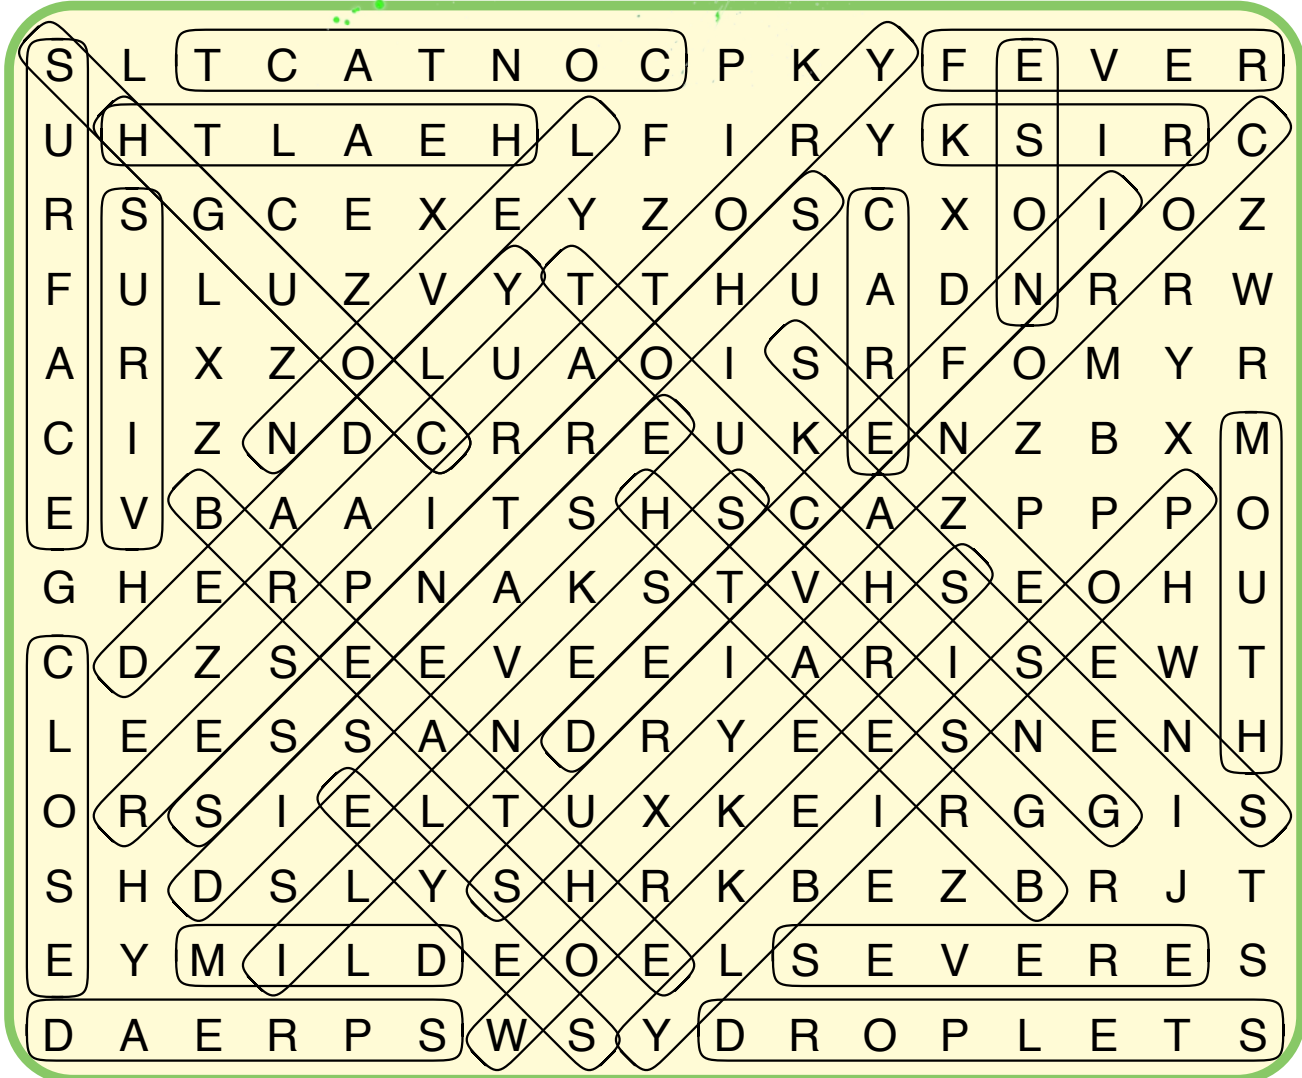 S L T C A T N O C P K Y F E V E R
U H T L A E H L F I R Y K S I R C
R S G C E X E Y Z O S C X O I O Z
F U L U Z V Y T T H U A D N R R W
A R X Z O L U A O I S R F O M Y R
C I Z N D C R R E U K E N Z B X M
E V B A A I T S H S C A Z P P P O
G H E R P N A K S T V H S E O H U
C D Z S E E V E E I A R I S E W T
L E E S S A N D R Y E E S N E N H
O R S I E L T U X K E I R G G I S
S H D S L Y S H R K B E Z B R J T
E Y M I L D E O E L S E V E R E S
D A E R P S W S Y D R O P L E T S